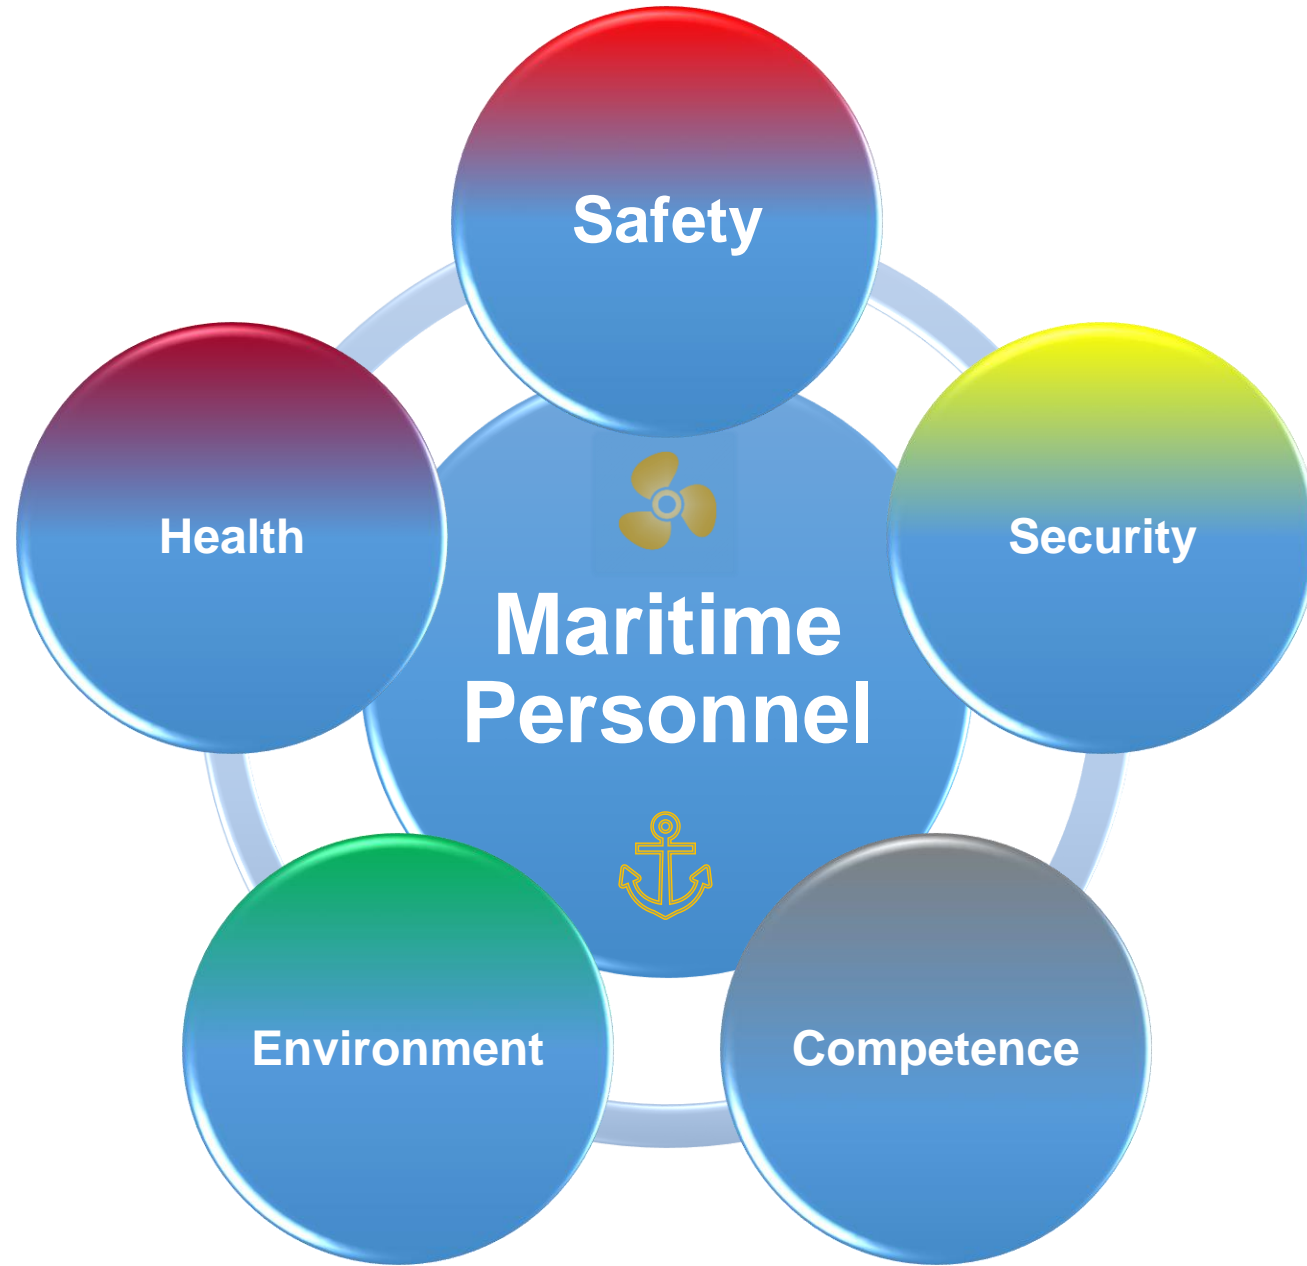 Safety
Health
Security
Maritime
Personnel
Environment
Competence